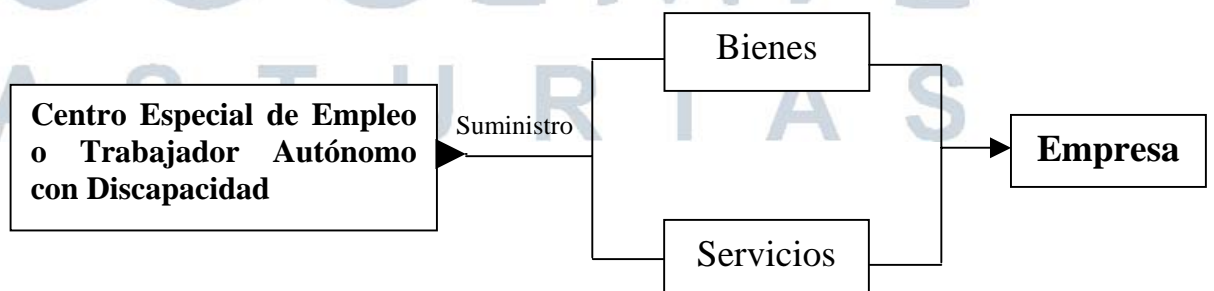 A S T U R I A S
Bienes
Centro Especial de Empleo
o Trabajador Autónomo
con Discapacidad
Suministro
Empresa
Servicios